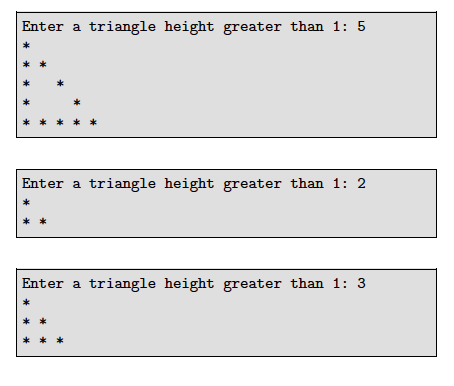 Enter a triangle height greater than 1: 5
*
* *
*   *
*     *
* * * * *
Enter a triangle height greater than 1: 2
*
* *
Enter a triangle height greater than 1: 3
*
* *
* * *